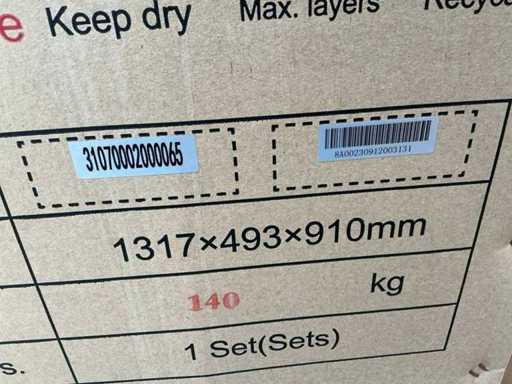 Keep dry
Max. layers
31070002000065
8A00230912003131
1317×493×910mm
140 kg
1 Set(Sets)
s.